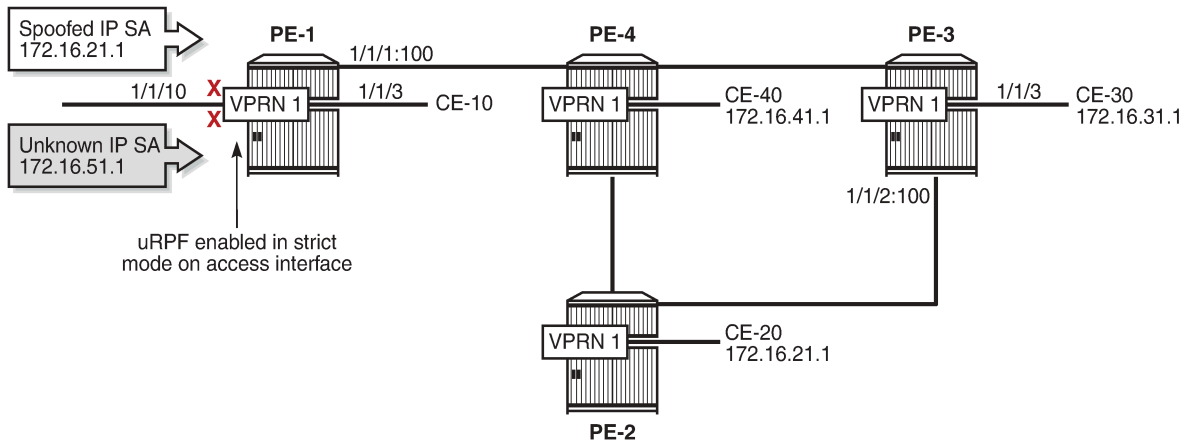 Spoofed IP SA
172.16.21.1
PE-1
PE-4
PE-3
1/1/1:100
1/1/10
X
X
VPRN 1
1/1/3
CE-10
VPRN 1
CE-40
172.16.41.1
VPRN 1
1/1/3
CE-30
172.16.31.1
Unknown IP SA
172.16.51.1
1/1/2:100
uRPF enabled in strict
mode on access interface
VPRN 1
CE-20
172.16.21.1
PE-2